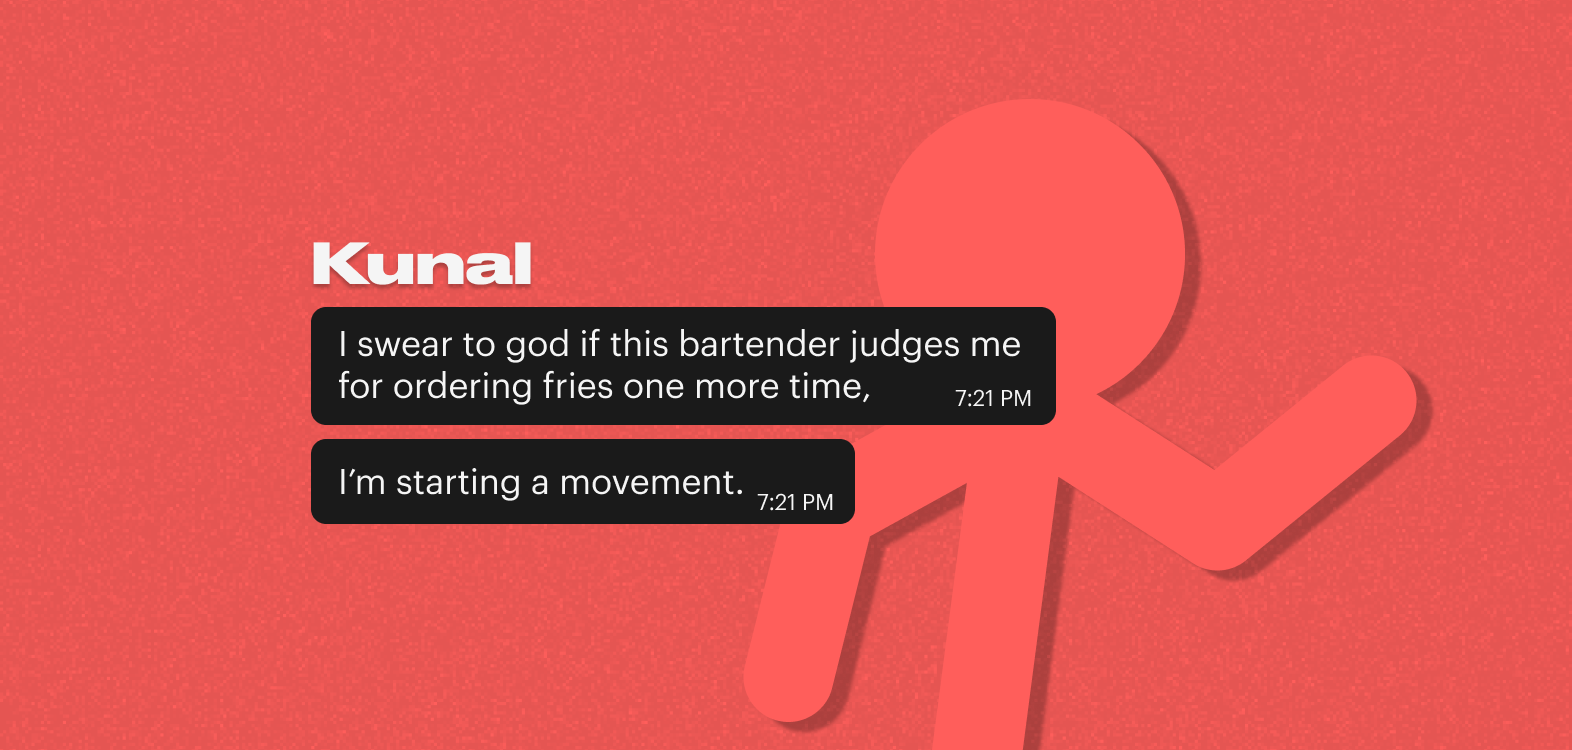 Kunal
I swear to god if this bartender judges me
for ordering fries one more time,
7:21 PM
I’m starting a movement.
7:21 PM